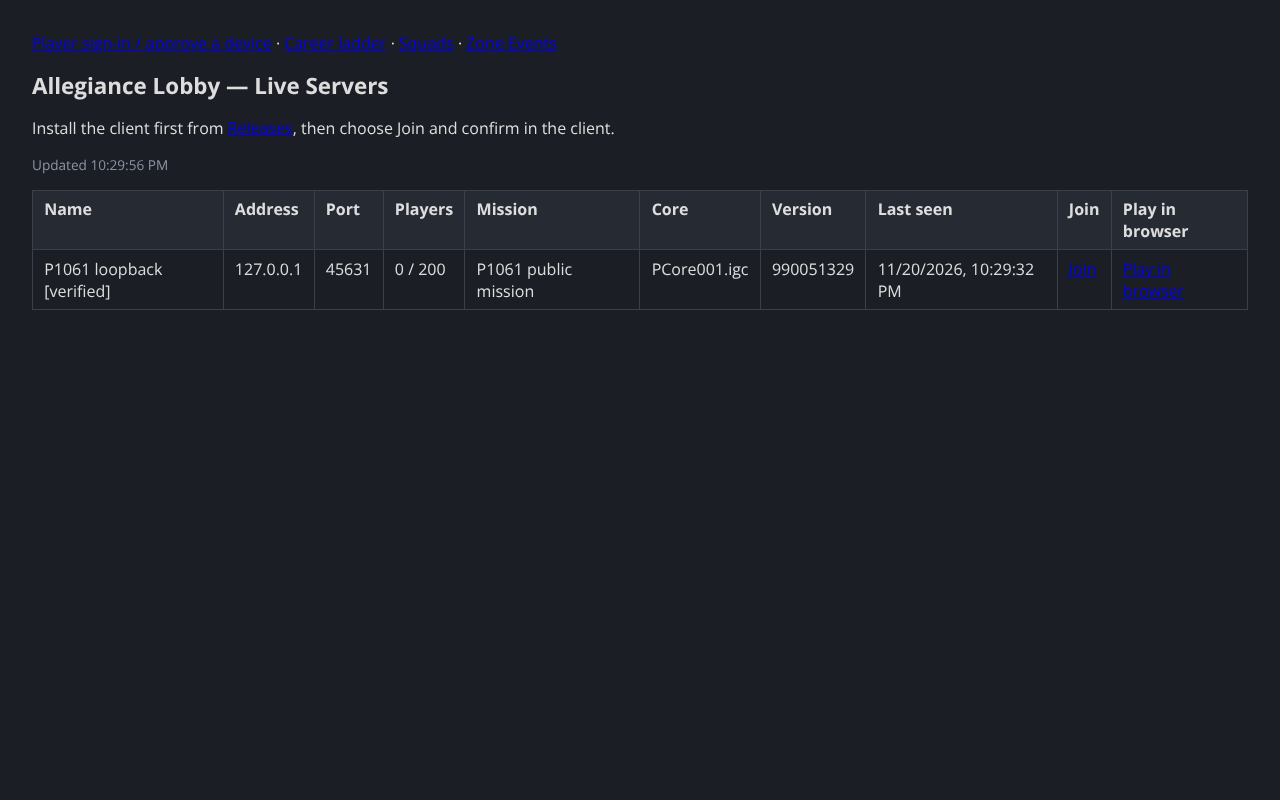 Player sign-in / approve a device · Career ladder · Squads · Zone Events
Allegiance Lobby — Live Servers
Install the client first from Releases, then choose Join and confirm in the client.
Updated 10:29:56 PM
Name Address Port Players Mission Core Version Last seen Join Play in browser
P1061 loopback [verified] 127.0.0.1 45631 0 / 200 P1061 public mission PCore001.igc 990051329 11/20/2026, 10:29:32 PM Join Play in browser